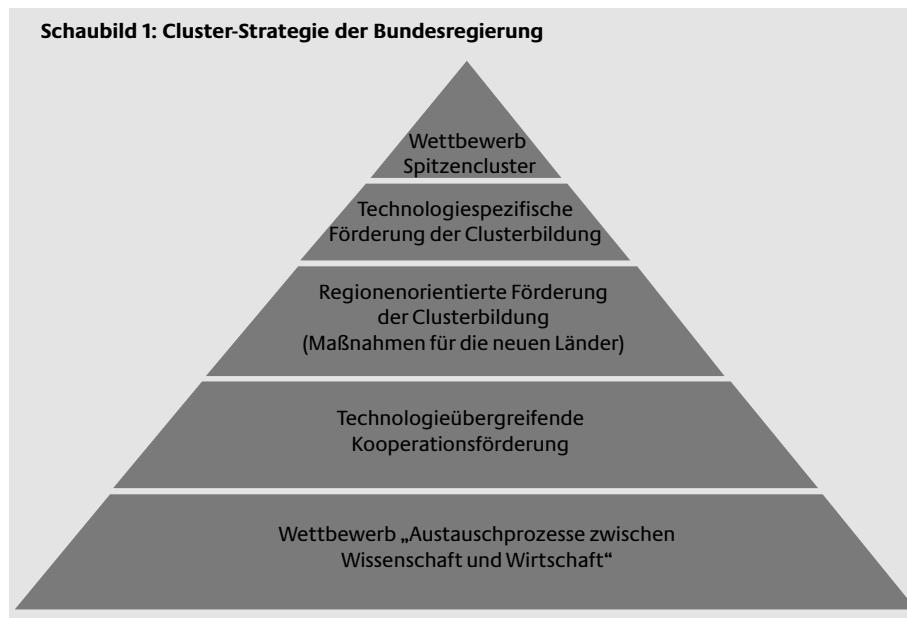 Schaubild 1: Cluster-Strategie der Bundesregierung
Wettbewerb
Spitzencluster
Technologiespezifische
Förderung der Clusterbildung
Regionenorientierte Förderung
der Clusterbildung
(Maßnahmen für die neuen Länder)
Technologieübergreifende
Kooperationsförderung
Wettbewerb „Austauschprozesse zwischen
Wissenschaft und Wirtschaft“